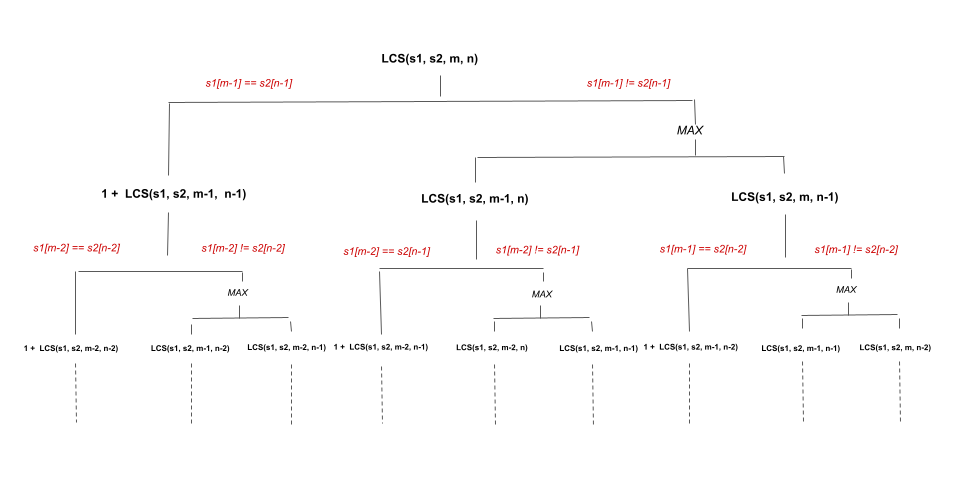 LCS(s1, s2, m, n)
s1[m-1] == s2[n-1]
s1[m-1] != s2[n-1]
MAX
1 + LCS(s1, s2, m-1, n-1)
LCS(s1, s2, m-1, n)
LCS(s1, s2, m, n-1)
s1[m-2] == s2[n-2]
s1[m-2] != s2[n-2]
s1[m-2] == s2[n-1]
s1[m-2] != s2[n-1]
s1[m-1] == s2[n-2]
s1[m-1] != s2[n-2]
MAX
MAX
MAX
1 + LCS(s1, s2, m-2, n-2)
LCS(s1, s2, m-1, n-2)
LCS(s1, s2, m-2, n-1)
1 + LCS(s1, s2, m-2, n-1)
LCS(s1, s2, m-2, n)
LCS(s1, s2, m-1, n-1)
1 + LCS(s1, s2, m-1, n-2)
LCS(s1, s2, m-1, n-1)
LCS(s1, s2, m, n-2)